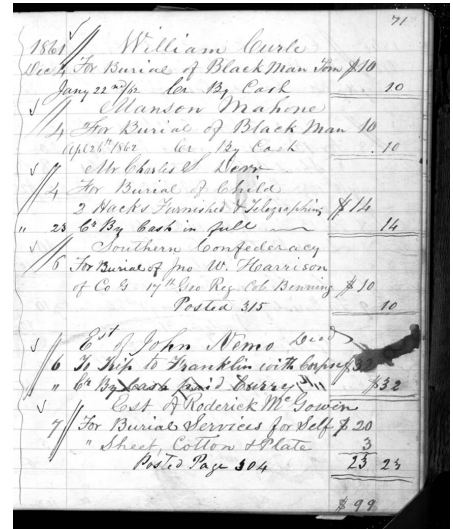 71
1861 William Curle
Dec 4 For Burial of Black Man Tom $10
Jany 22nd/62 Cr By Cash 10
Manson Mahone
4 For Burial of Black Man 10
Apl 26th 1862 Cr By Cash 10
Mr Charles S
4 For Burial of Child
2 Hacks Furnished & Telegraphing $14
" 23 Cr By Cash in full 14
Southern Confederacy
6 For Burial of Jno W. Harrison
of Co G 17th Geo Reg Col. Benning $10
Posted 315 10
Est of John Nemo Decd
6 To Trip to Franklin with Corpse $32
" Cr By Cash paid Currey $32
Est of Roderick McGowin
7 For Burial Services for Self $20
" Sheet, Cotton & Plate 3
Posted Page 304 23 23
$99